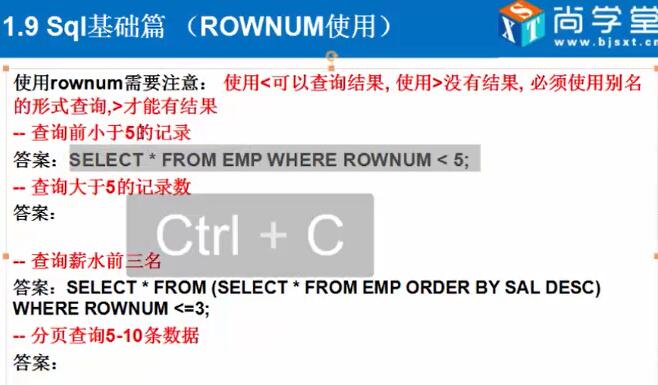 1.9 Sql基础篇 （ROWNUM使用）
XST
尚学堂
www.bjsxt.com
使用rownum需要注意： 使用<可以查询结果, 使用>没有结果, 必须使用别名
的形式查询,>才能有结果
-- 查询前小于5的记录
答案：SELECT * FROM EMP WHERE ROWNUM < 5;
-- 查询大于5的记录数
答案：
Ctrl + C
-- 查询薪水前三名
答案：SELECT * FROM (SELECT * FROM EMP ORDER BY SAL DESC)
WHERE ROWNUM <=3;
-- 分页查询5-10条数据
答案：